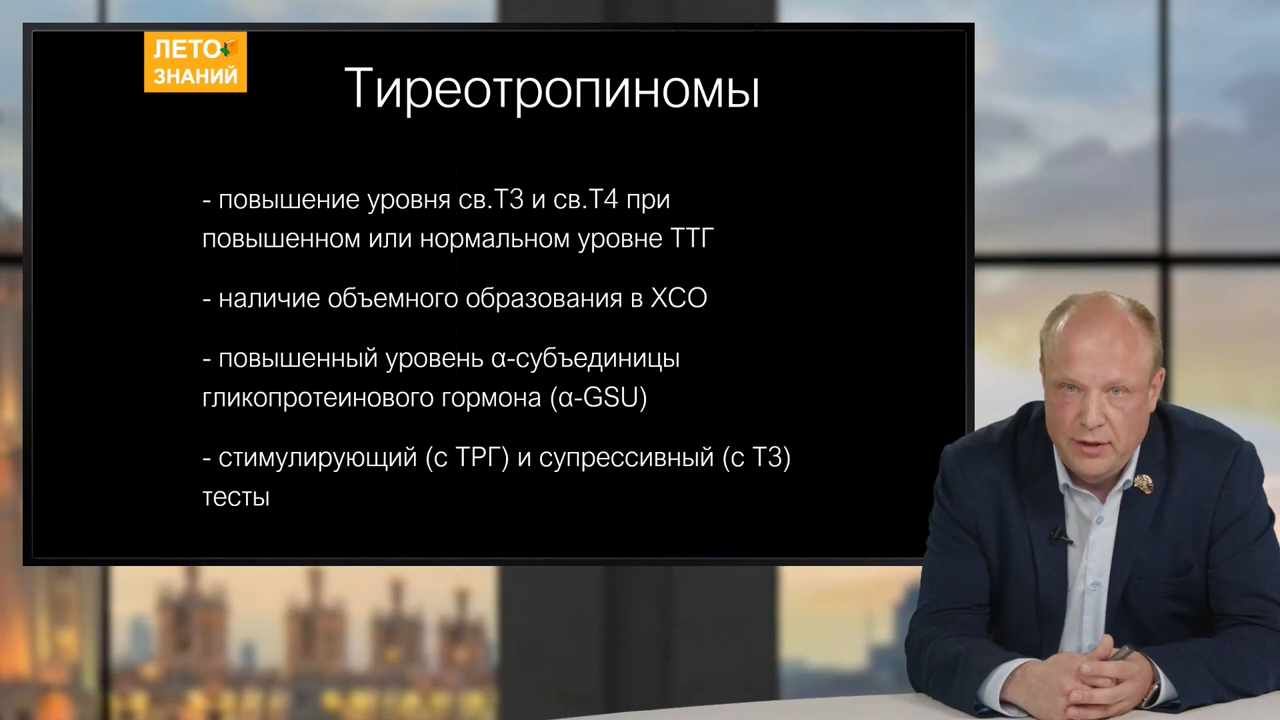 ЛЕТО
ЗНАНИЙ
Тиреотропиномы
- повышение уровня св.Т3 и св.Т4 при
повышенном или нормальном уровне ТТГ
- наличие объемного образования в ХСО
- повышенный уровень α-субъединицы
гликопротеинового гормона (α-GSU)
- стимулирующий (с ТРГ) и супрессивный (с Т3)
тесты